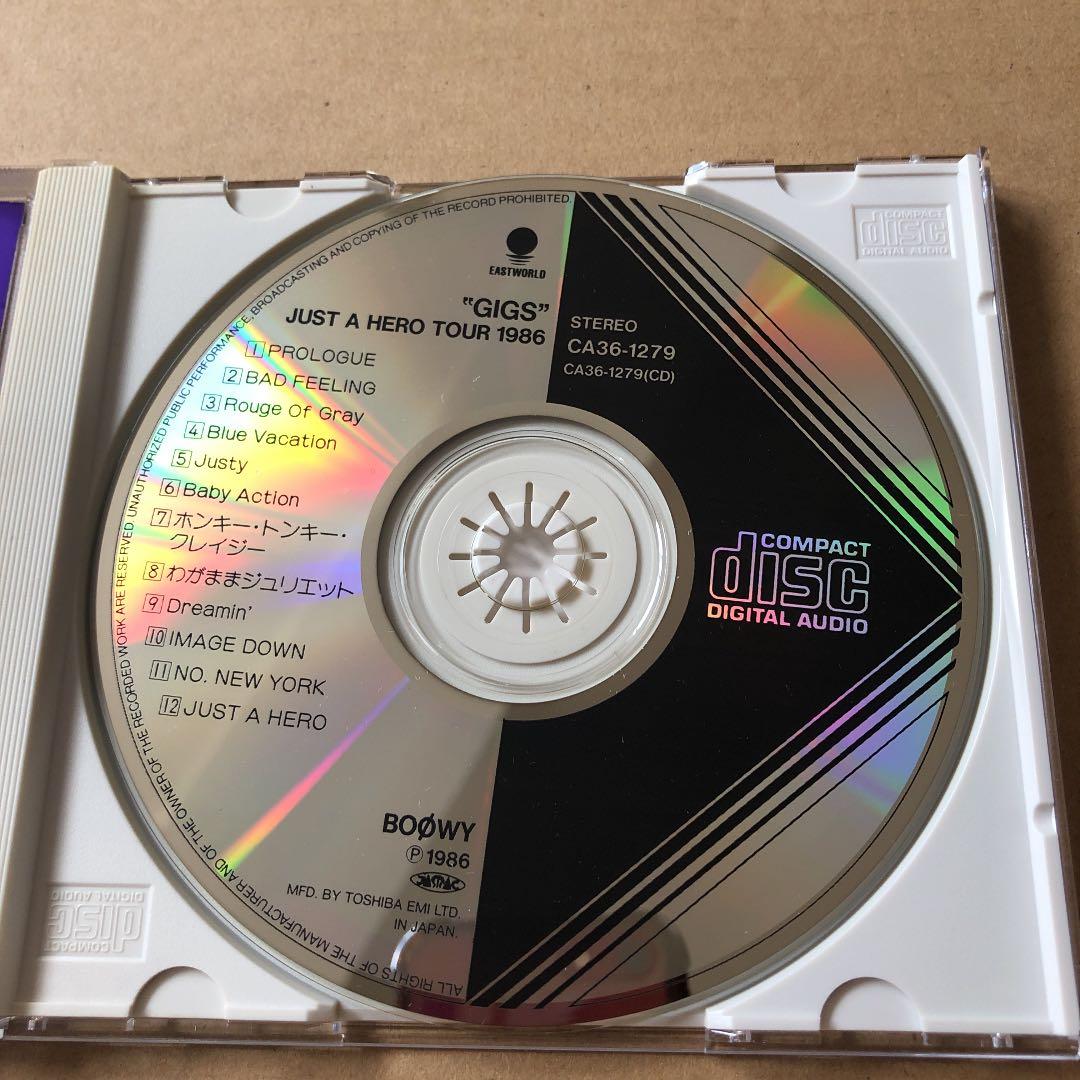 EASTWORLD
"GIGS"
JUST A HERO TOUR 1986
1 PROLOGUE
2 BAD FEELING
3 Rouge Of Gray
4 Blue Vacation
5 Justy
6 Baby Action
7 ホンキー・トンキー・
クレイジー
8 わがままジュリエット
9 Dreamin'
10 IMAGE DOWN
11 NO. NEW YORK
12 JUST A HERO
STEREO
CA36-1279
CA36-1279(CD)
COMPACT
disc
DIGITAL AUDIO
BOØWY
Ⓟ 1986
JASRAC
MFD. BY TOSHIBA EMI LTD.
IN JAPAN.
ALL RIGHTS OF THE MANUFACTURER AND OF THE OWNER OF THE RECORDED WORK ARE RESERVED. UNAUTHORIZED PUBLIC PERFORMANCE, BROADCASTING AND COPYING OF THE RECORD PROHIBITED.
COMPACT
disc
DIGITAL AUDIO
COMPACT
disc
DIGITAL AUDIO